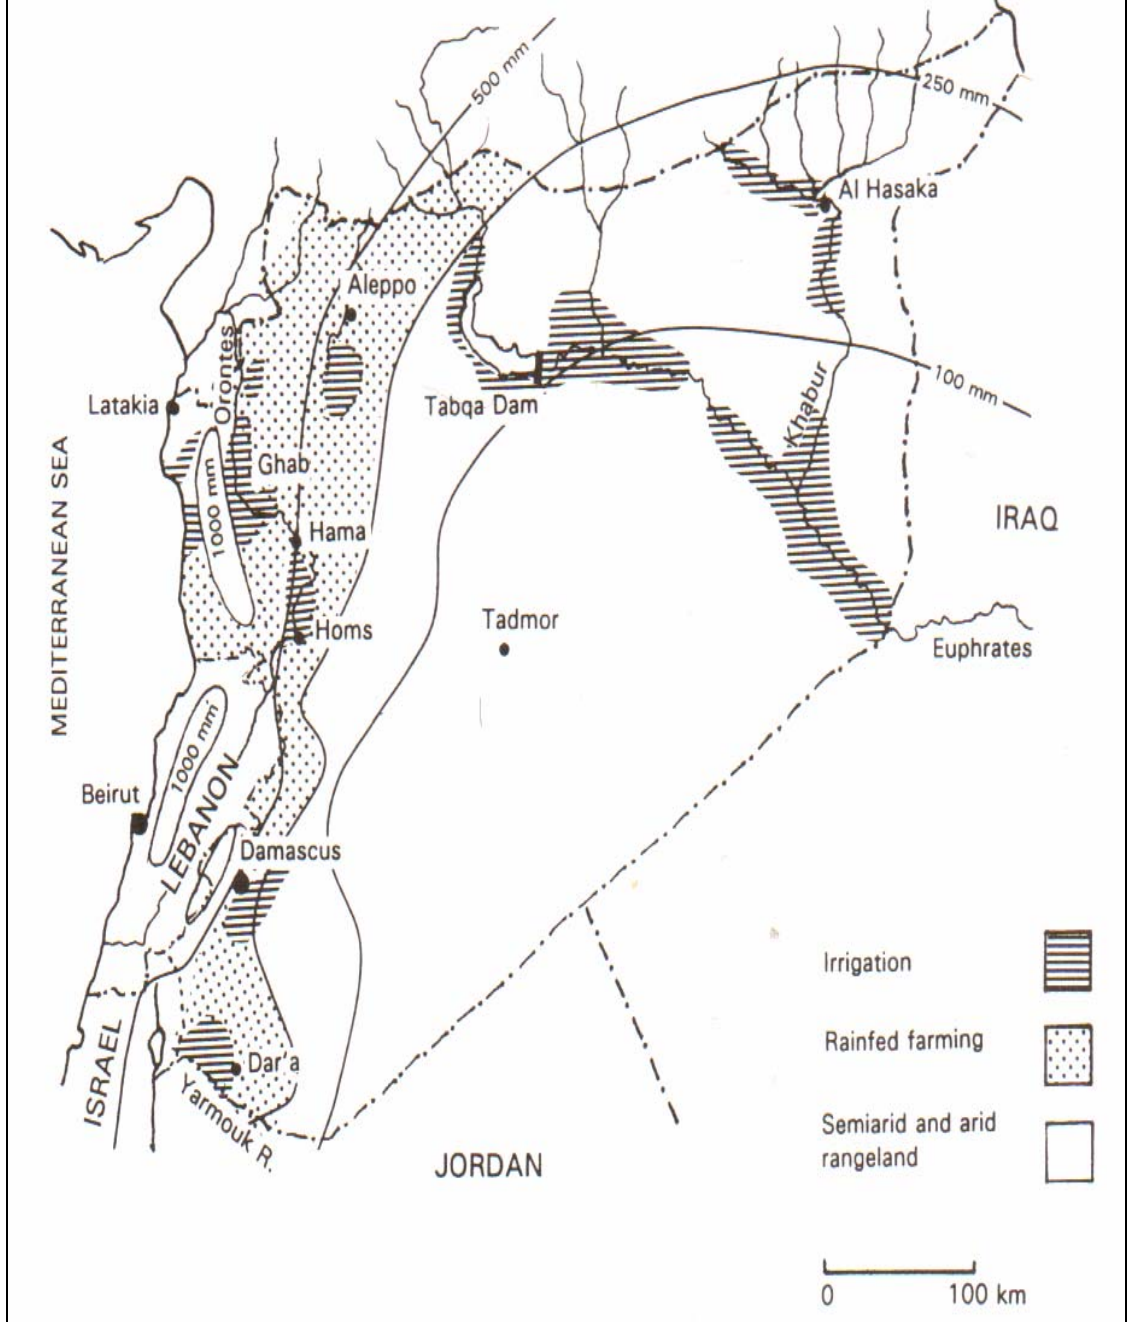 500 mm
250 mm
Al Hasaka
Aleppo
Orontes
Latakia
Tabqa Dam
100 mm
Khabur
Ghab
1000 mm
MEDITERRANEAN SEA
Hama
IRAQ
Homs
Tadmor
Euphrates
1000 mm
LEBANON
Beirut
Damascus
Irrigation
Rainfed farming
ISRAEL
Dar'a
Yarmouk R.
Semiarid and arid
rangeland
JORDAN
0 100 km